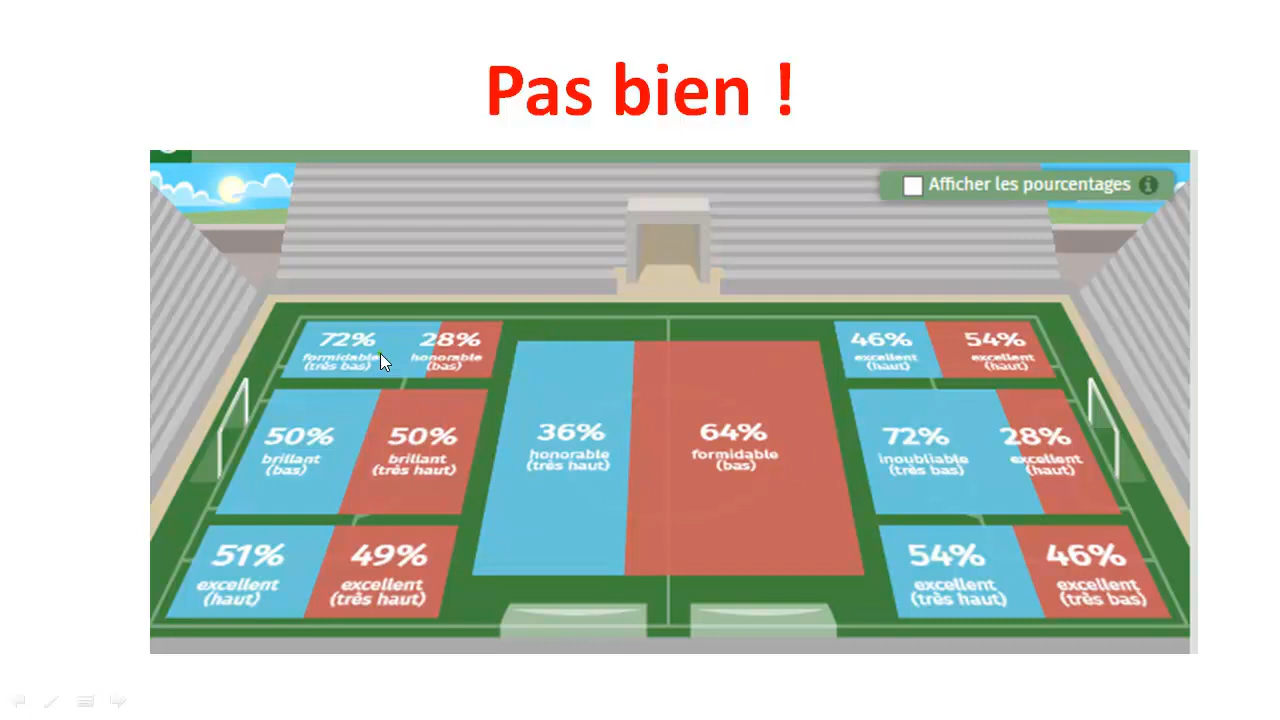 Pas bien !
Afficher les pourcentages
72% 28%
formidable honorable
(très bas) (bas)
46% 54%
excellent excellent
(haut) (haut)
36% 64%
honorable formidable
(très haut) (bas)
50% 50%
brillant brillant
(bas) (très haut)
72% 28%
inoubliable excellent
(très bas) (haut)
51% 49%
excellent excellent
(haut) (très haut)
54% 46%
excellent excellent
(très haut) (très bas)